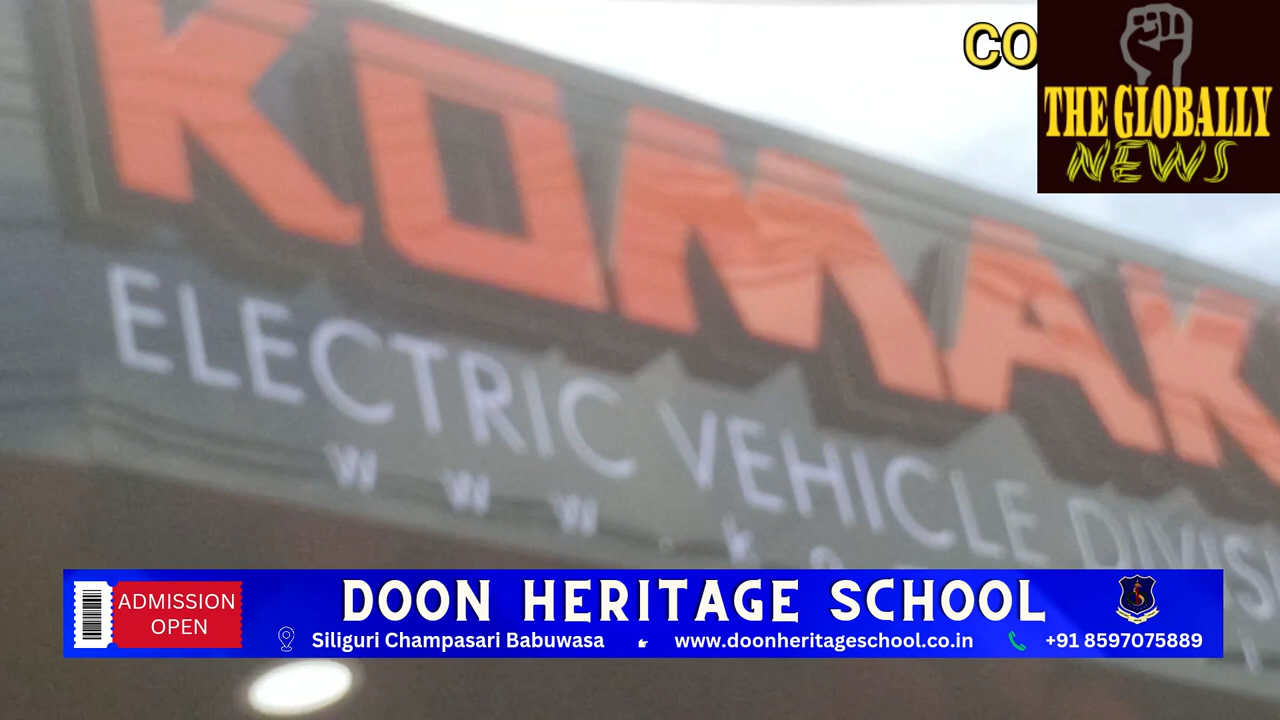 CO
THE GLOBALLY
NEWS
KOMAK
ELECTRIC VEHICLE DIVISI
W W W . K O
ADMISSION
OPEN
DOON HERITAGE SCHOOL
Siliguri Champasari Babuwasa
www.doonheritageschool.co.in
+91 8597075889